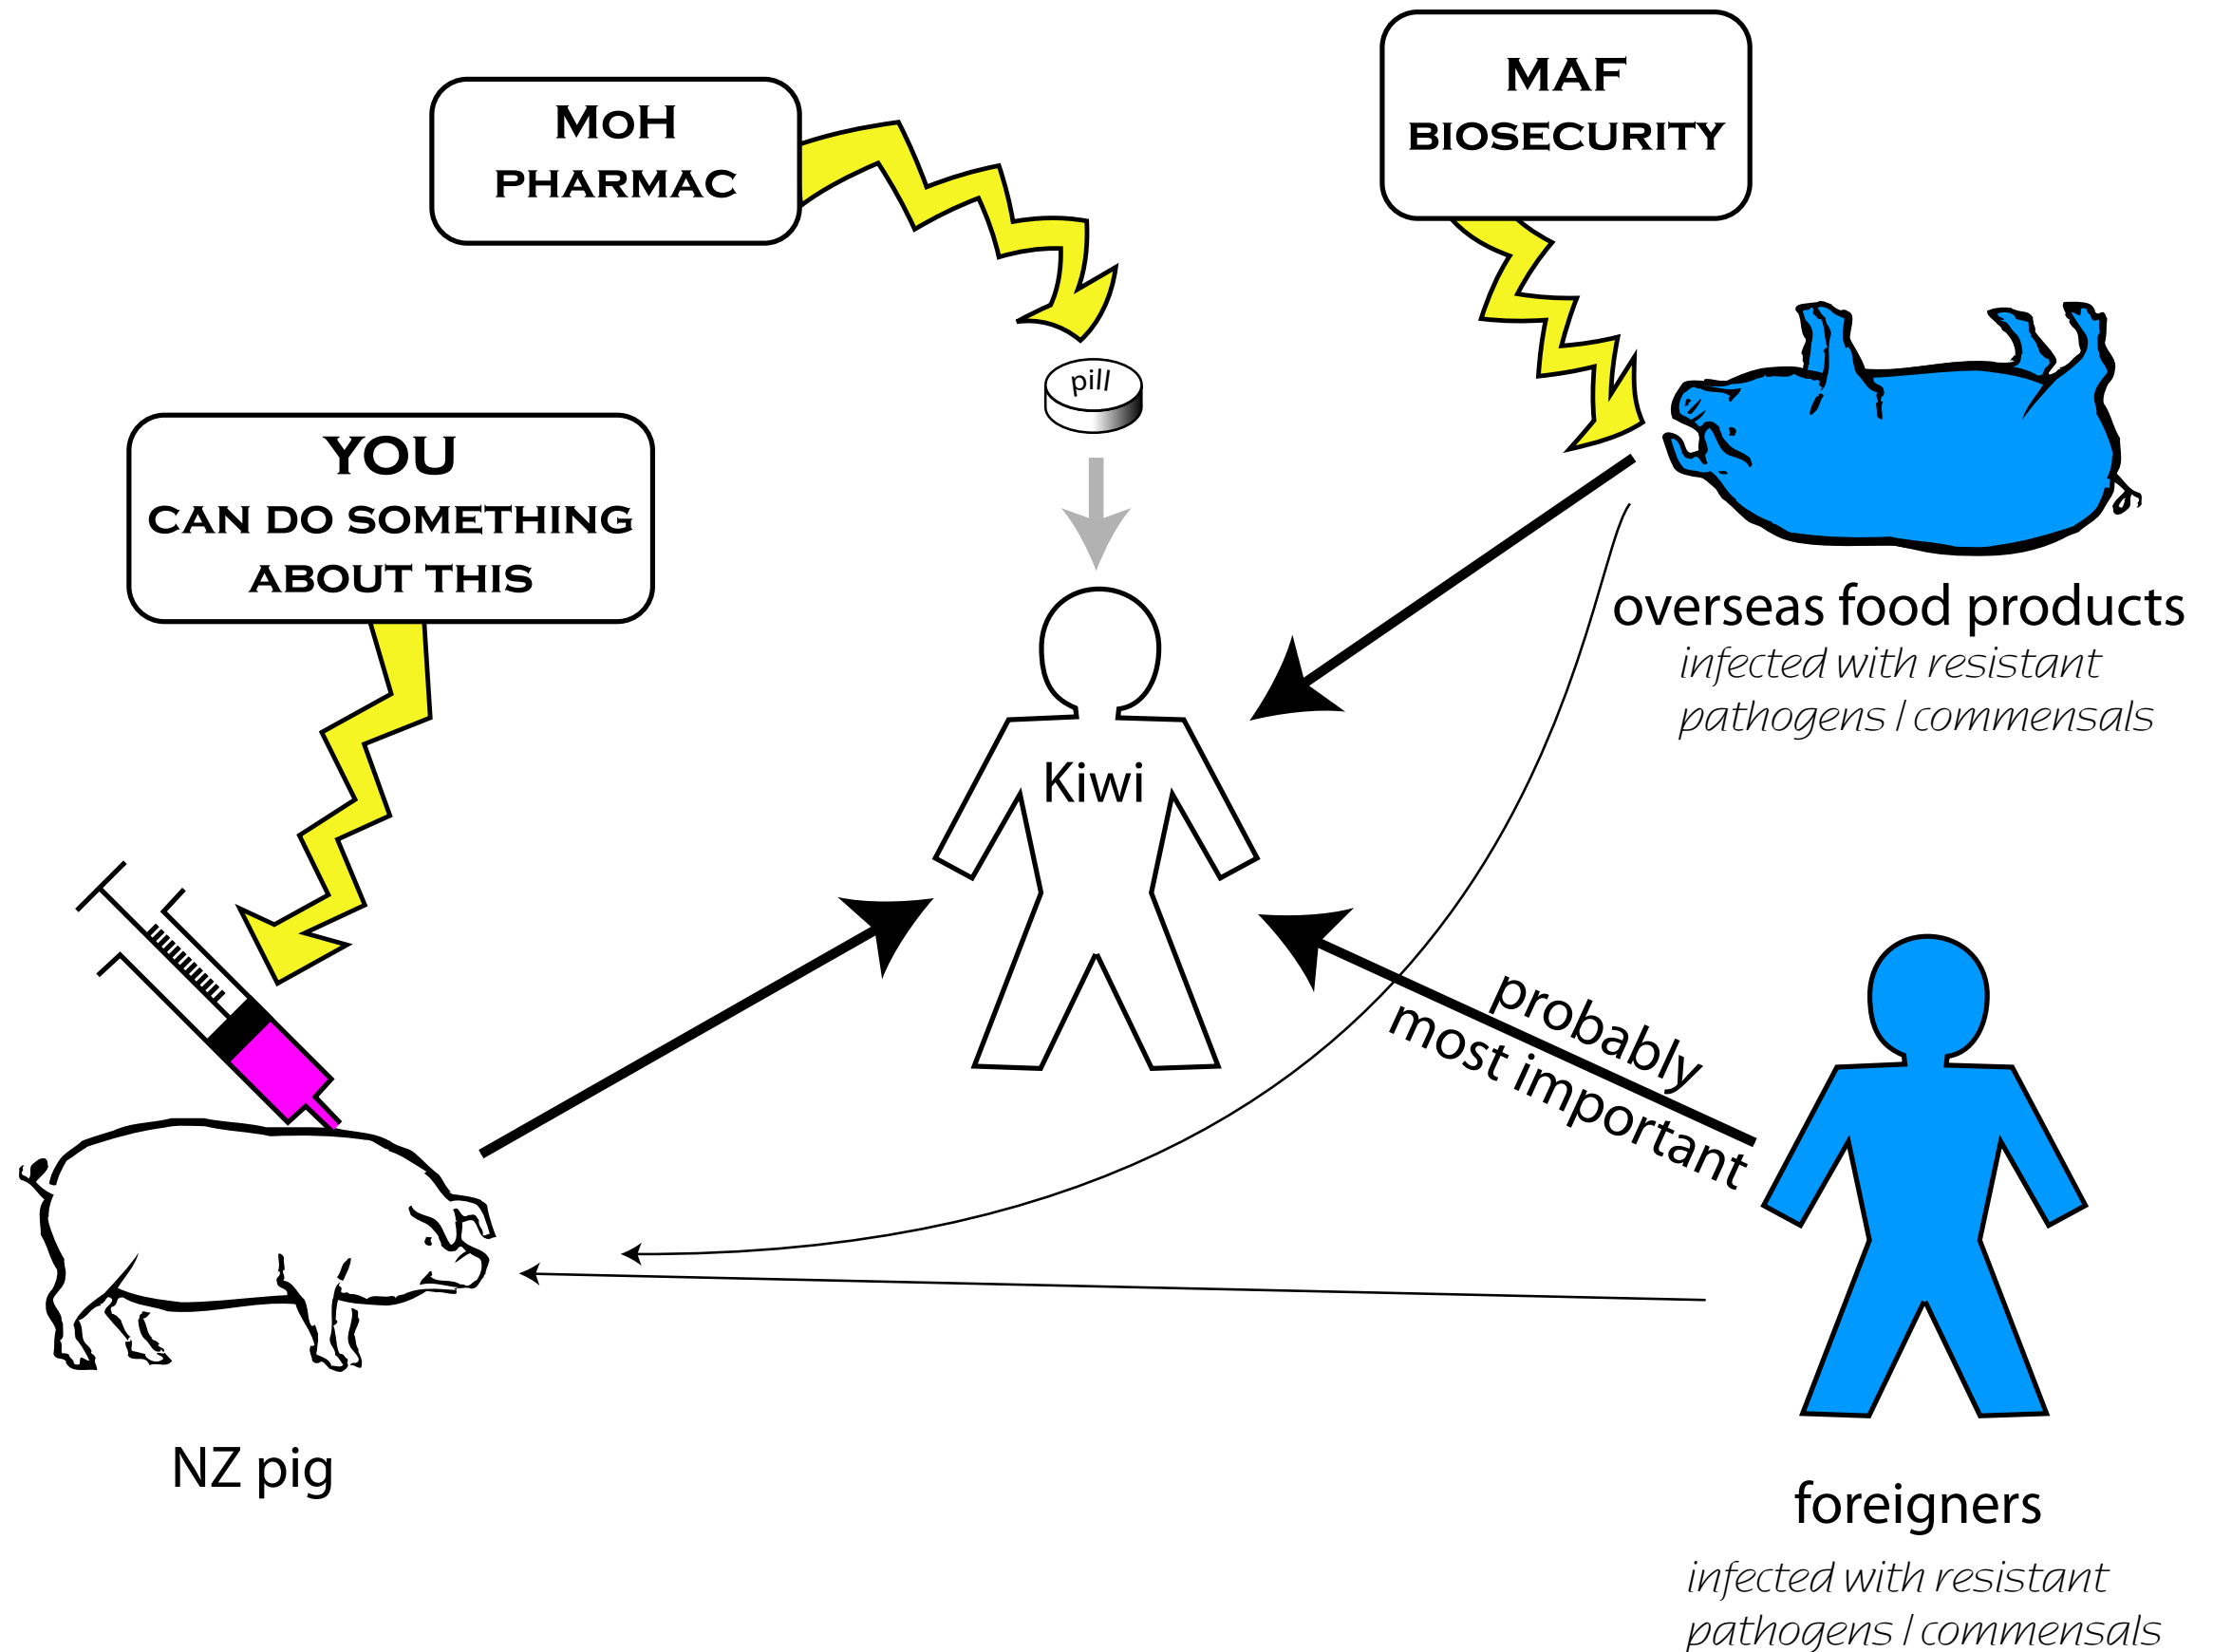 MoH
PHARMAC
MAF
BIOSECURITY
pill
YOU
CAN DO SOMETHING
ABOUT THIS
overseas food products
infected with resistant
pathogens / commensals
Kiwi
probably
most important
NZ pig
foreigners
infected with resistant
pathogens / commensals